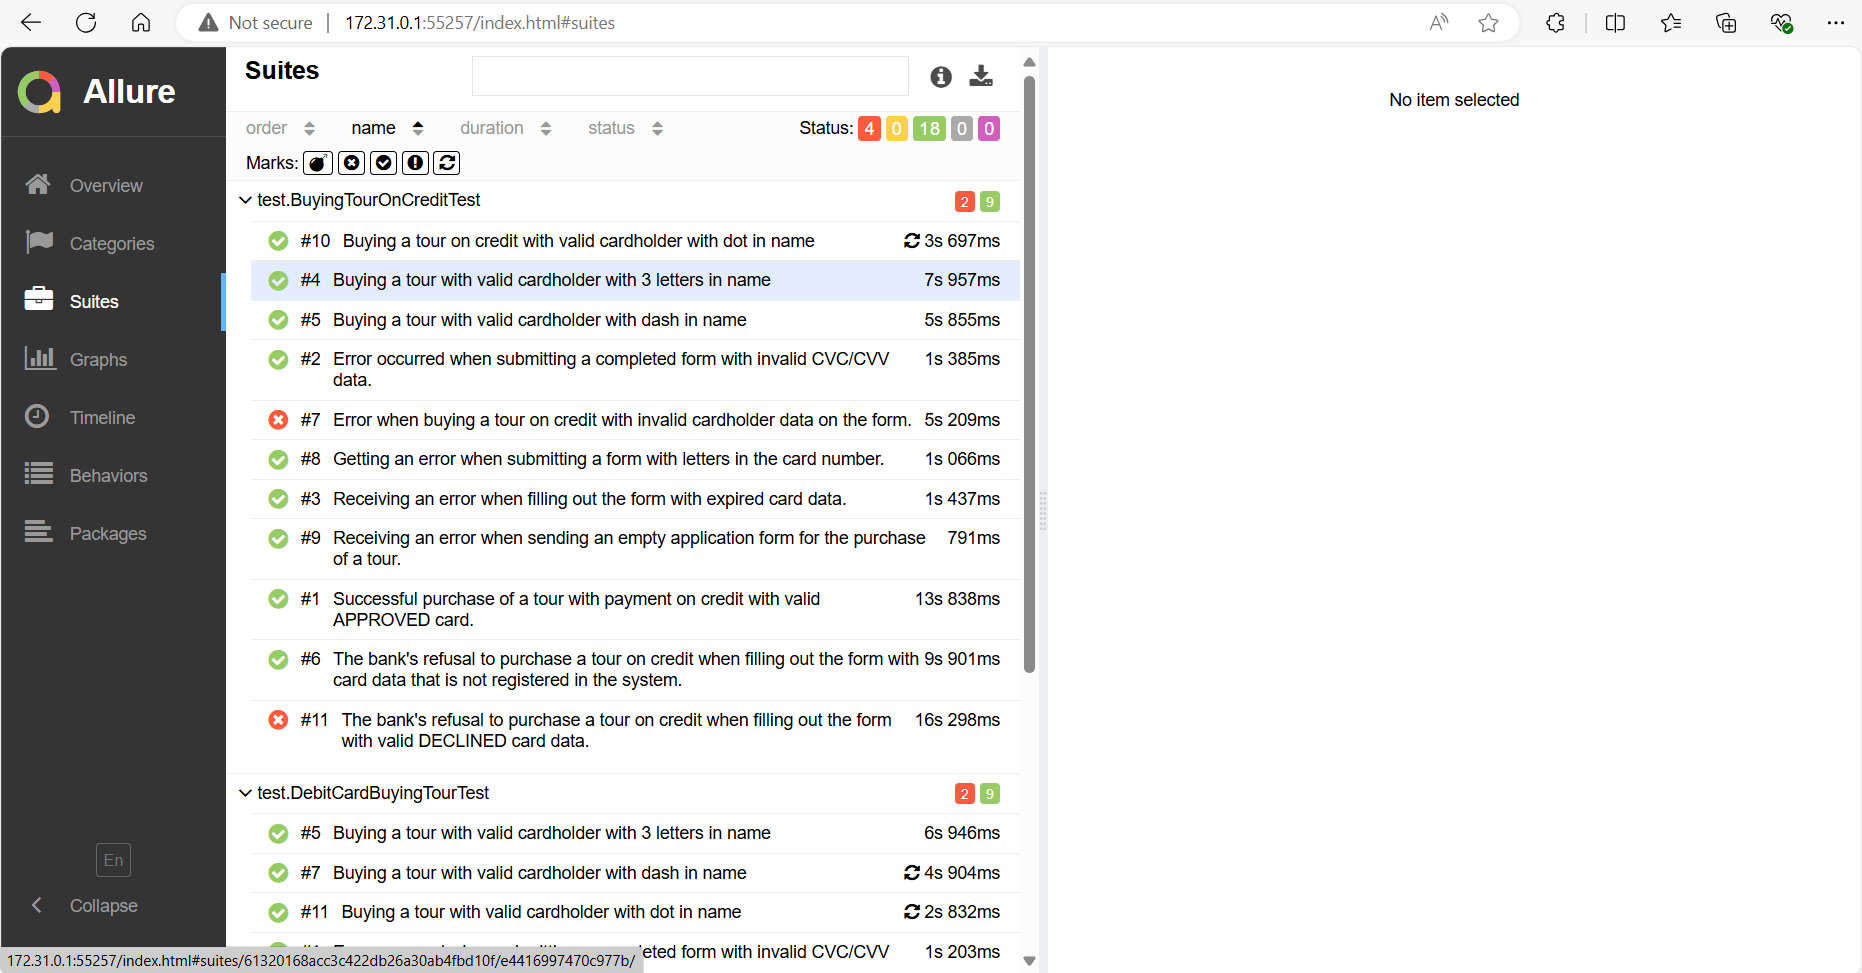 Not secure
172.31.0.1:55257/index.html#suites
Allure
Overview
Categories
Suites
Graphs
Timeline
Behaviors
Packages
En
Collapse
Suites
order name duration status Status: 4 0 18 0 0
Marks:
test.BuyingTourOnCreditTest 2 9
#10 Buying a tour on credit with valid cardholder with dot in name 3s 697ms
#4 Buying a tour with valid cardholder with 3 letters in name 7s 957ms
#5 Buying a tour with valid cardholder with dash in name 5s 855ms
#2 Error occurred when submitting a completed form with invalid CVC/CVV 1s 385ms
data.
#7 Error when buying a tour on credit with invalid cardholder data on the form. 5s 209ms
#8 Getting an error when submitting a form with letters in the card number. 1s 066ms
#3 Receiving an error when filling out the form with expired card data. 1s 437ms
#9 Receiving an error when sending an empty application form for the purchase 791ms
of a tour.
#1 Successful purchase of a tour with payment on credit with valid 13s 838ms
APPROVED card.
#6 The bank's refusal to purchase a tour on credit when filling out the form with 9s 901ms
card data that is not registered in the system.
#11 The bank's refusal to purchase a tour on credit when filling out the form 16s 298ms
with valid DECLINED card data.
test.DebitCardBuyingTourTest 2 9
#5 Buying a tour with valid cardholder with 3 letters in name 6s 946ms
#7 Buying a tour with valid cardholder with dash in name 4s 904ms
#11 Buying a tour with valid cardholder with dot in name 2s 832ms
form with invalid CVC/CVV 1s 203ms
172.31.0.1:55257/index.html#suites/61320168acc3c422db26a30ab4fbd10f/e4416997470c977b/
No item selected